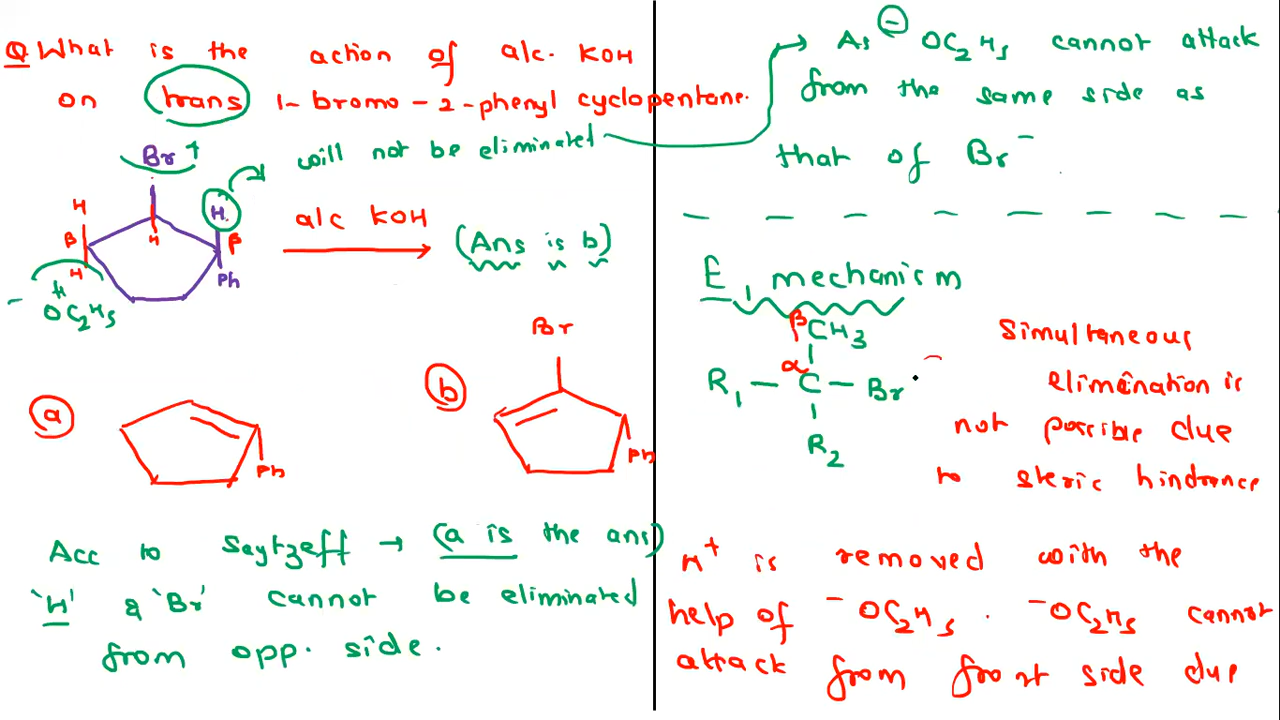 Q What is the action of alc. KOH
on trans 1-bromo-2-phenyl cyclopentane.
Br
will not be eliminated
H
H
β
H
H
β
Ph
H
⁻OC₂H₅
alc KOH
(Ans is b)
a
Ph
b
Br
Ph
Acc to Saytzeff → (a is the ans)
'H' & 'Br' cannot be eliminated
from opp. side.
→ As ⁻OC₂H₅ cannot attack
from the same side as
that of Br⁻
E₁ mechanism
β
CH₃
α
R₁ — C — Br
R₂
Simultaneous
elimination is
not possible due
to steric hindrance
H⁺ is removed with the
help of ⁻OC₂H₅ . ⁻OC₂H₅ cannot
attack from front side due